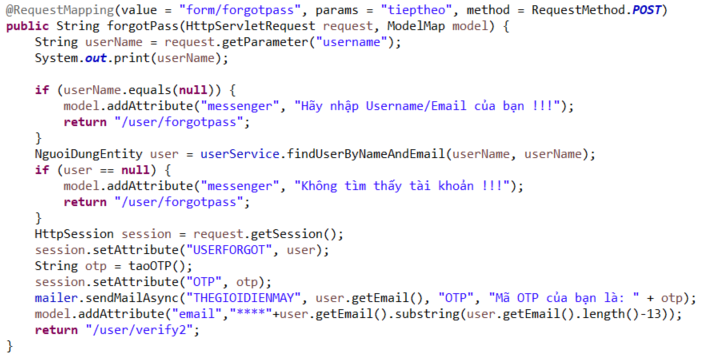 @RequestMapping(value = "form/forgotpass", params = "tieptheo", method = RequestMethod.POST)
public String forgotPass(HttpServletRequest request, ModelMap model) {
    String userName = request.getParameter("username");
    System.out.print(userName);

    if (userName.equals(null)) {
        model.addAttribute("messenger", "Hãy nhập Username/Email của bạn !!!");
        return "/user/forgotpass";
    }
    NguoiDungEntity user = userService.findUserByNameAndEmail(userName, userName);
    if (user == null) {
        model.addAttribute("messenger", "Không tìm thấy tài khoản !!!");
        return "/user/forgotpass";
    }
    HttpSession session = request.getSession();
    session.setAttribute("USERFORGOT", user);
    String otp = taoOTP();
    session.setAttribute("OTP", otp);
    mailer.sendMailAsync("THEGIOIDIENMAY", user.getEmail(), "OTP", "Mã OTP của bạn là: " + otp);
    model.addAttribute("email","****"+user.getEmail().substring(user.getEmail().length()-13));
    return "/user/verify2";
}